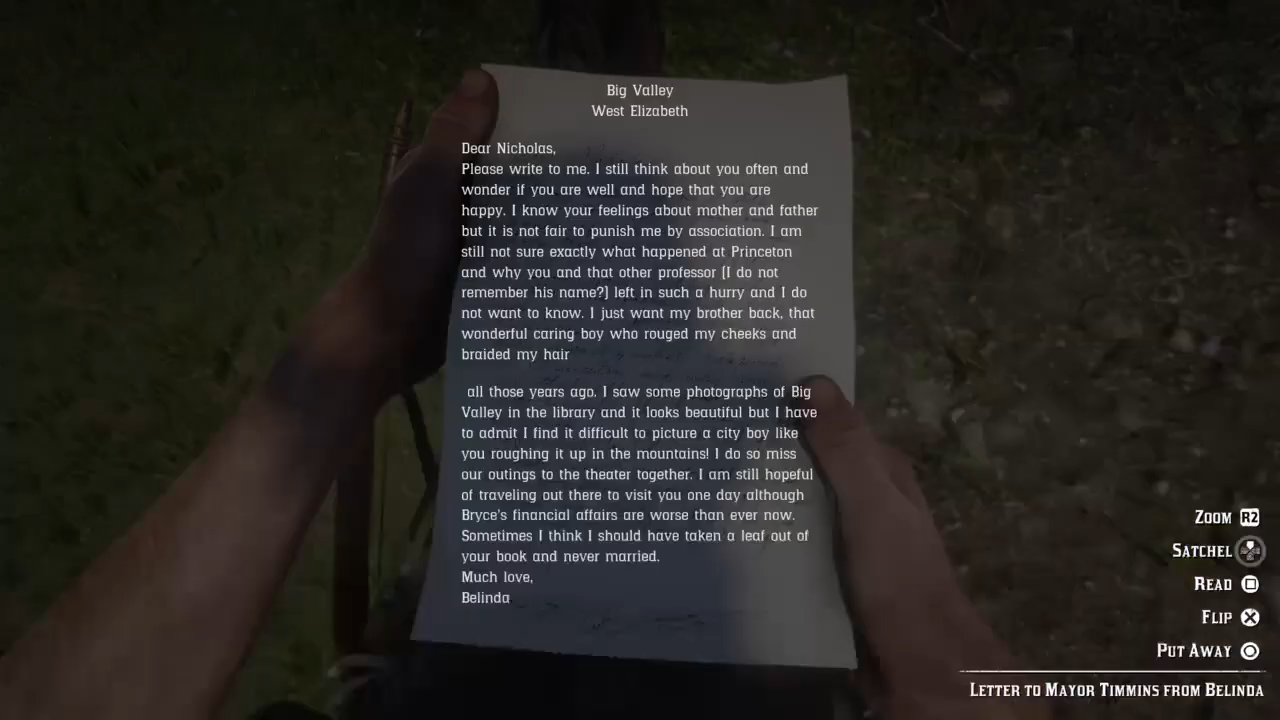 Big Valley
West Elizabeth
Dear Nicholas,
Please write to me. I still think about you often and
wonder if you are well and hope that you are
happy. I know your feelings about mother and father
but it is not fair to punish me by association. I am
still not sure exactly what happened at Princeton
and why you and that other professor (I do not
remember his name?) left in such a hurry and I do
not want to know. I just want my brother back, that
wonderful caring boy who rouged my cheeks and
braided my hair
all those years ago. I saw some photographs of Big
Valley in the library and it looks beautiful but I have
to admit I find it difficult to picture a city boy like
you roughing it up in the mountains! I do so miss
our outings to the theater together. I am still hopeful
of traveling out there to visit you one day although
Bryce's financial affairs are worse than ever now.
Sometimes I think I should have taken a leaf out of
your book and never married.
Much love,
Belinda
Zoom R2
Satchel
Read
Flip
Put Away
Letter to Mayor Timmins from Belinda